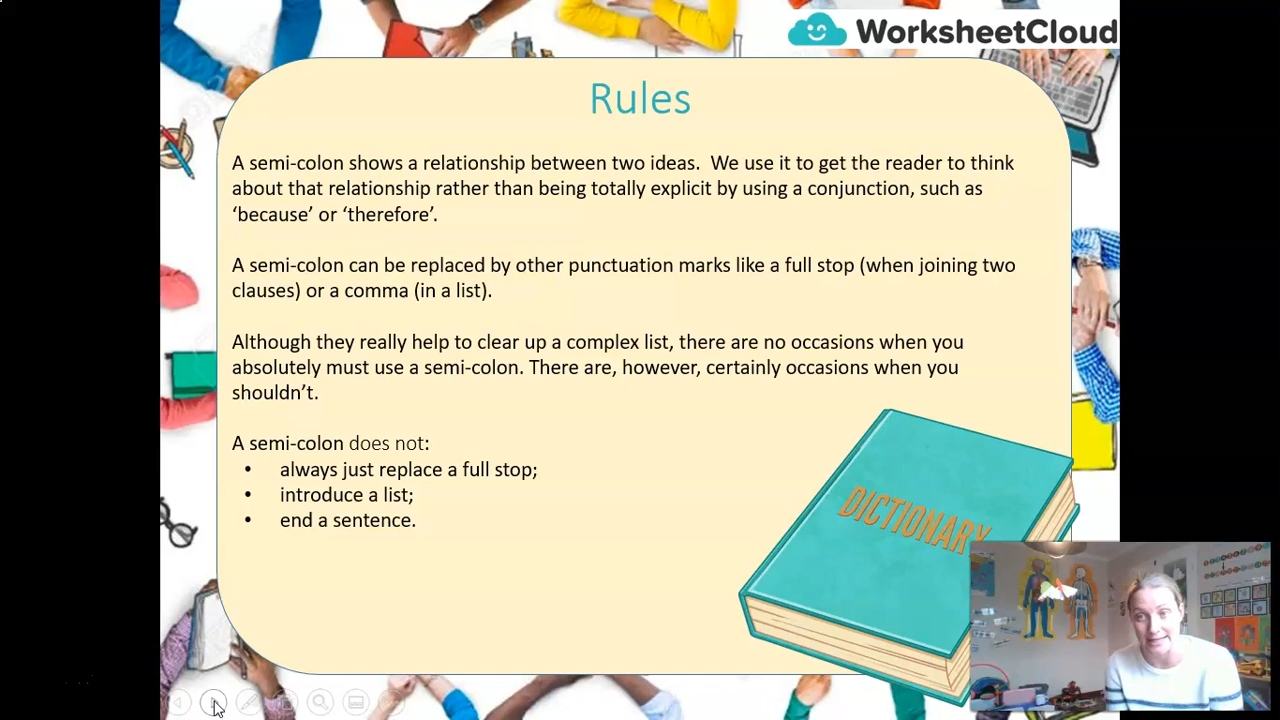 WorksheetCloud
Rules
A semi-colon shows a relationship between two ideas.  We use it to get the reader to think
about that relationship rather than being totally explicit by using a conjunction, such as
‘because’ or ‘therefore’.
A semi-colon can be replaced by other punctuation marks like a full stop (when joining two
clauses) or a comma (in a list).
Although they really help to clear up a complex list, there are no occasions when you
absolutely must use a semi-colon. There are, however, certainly occasions when you
shouldn’t.
A semi-colon does not:
• always just replace a full stop;
• introduce a list;
• end a sentence.
DICTIONARY